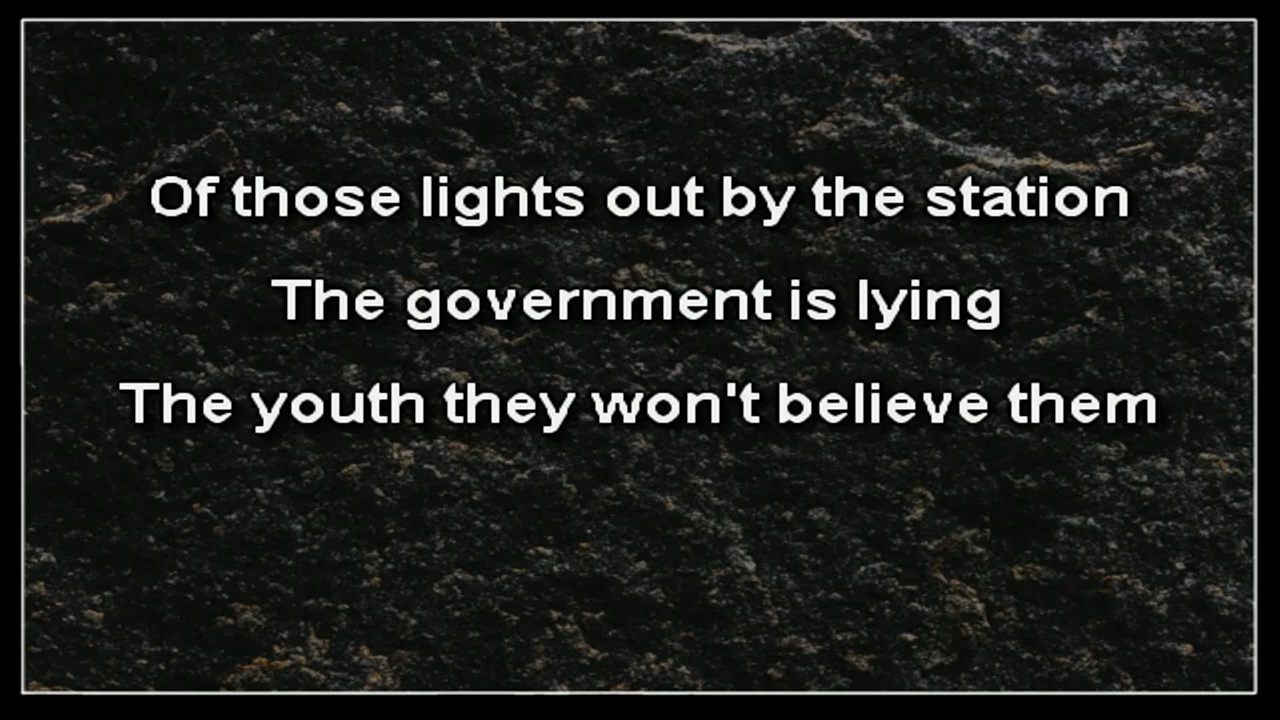 Of those lights out by the station
The government is lying
The youth they won't believe them